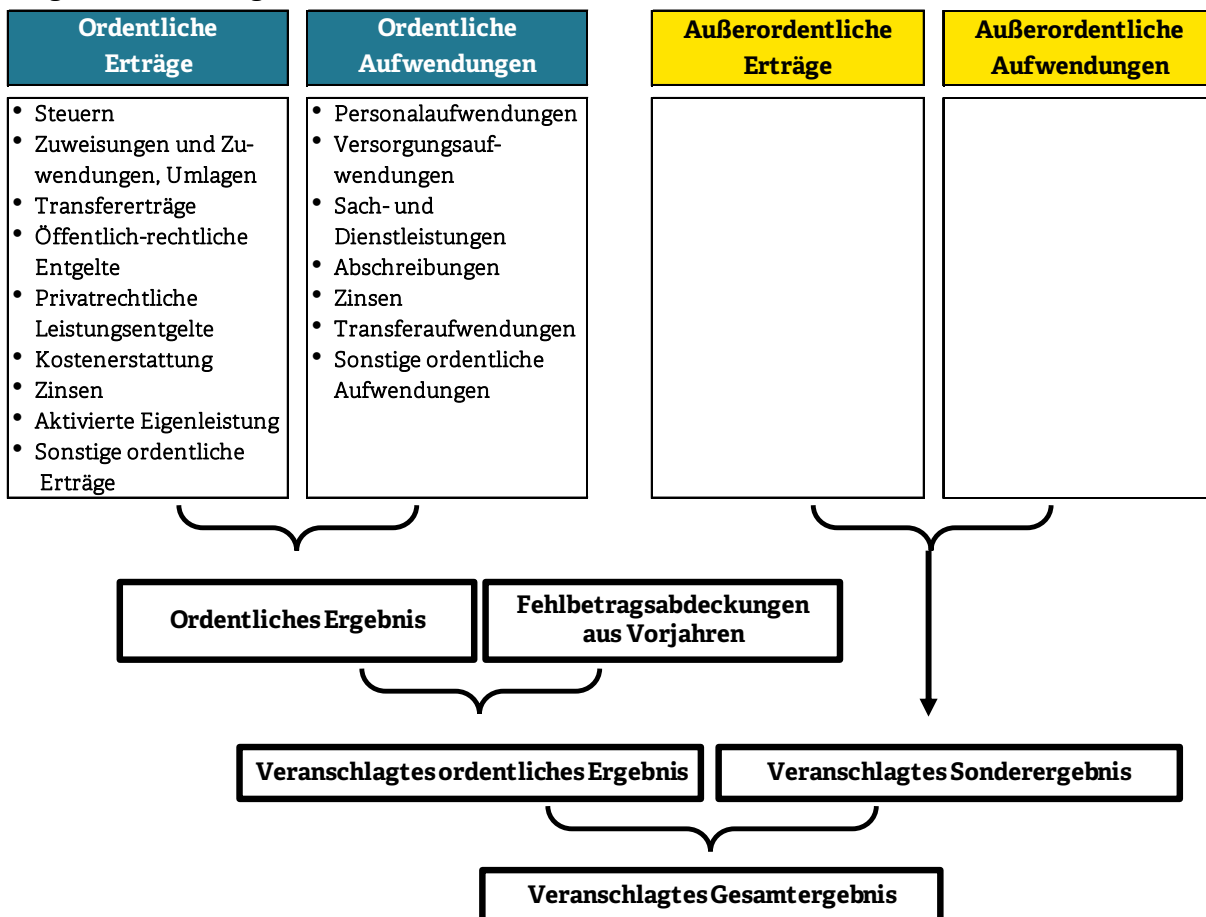 Ordentliche
Erträge
Ordentliche
Aufwendungen
Außerordentliche
Erträge
Außerordentliche
Aufwendungen
• Steuern
• Zuweisungen und Zu-
wendungen, Umlagen
• Transfererträge
• Öffentlich-rechtliche
Entgelte
• Privatrechtliche
Leistungsentgelte
• Kostenerstattung
• Zinsen
• Aktivierte Eigenleistung
• Sonstige ordentliche
Erträge
• Personalaufwendungen
• Versorgungsauf-
wendungen
• Sach- und
Dienstleistungen
• Abschreibungen
• Zinsen
• Transferaufwendungen
• Sonstige ordentliche
Aufwendungen
Ordentliches Ergebnis
Fehlbetragsabdeckungen
aus Vorjahren
Veranschlagtes ordentliches Ergebnis
Veranschlagtes Sonderergebnis
Veranschlagtes Gesamtergebnis